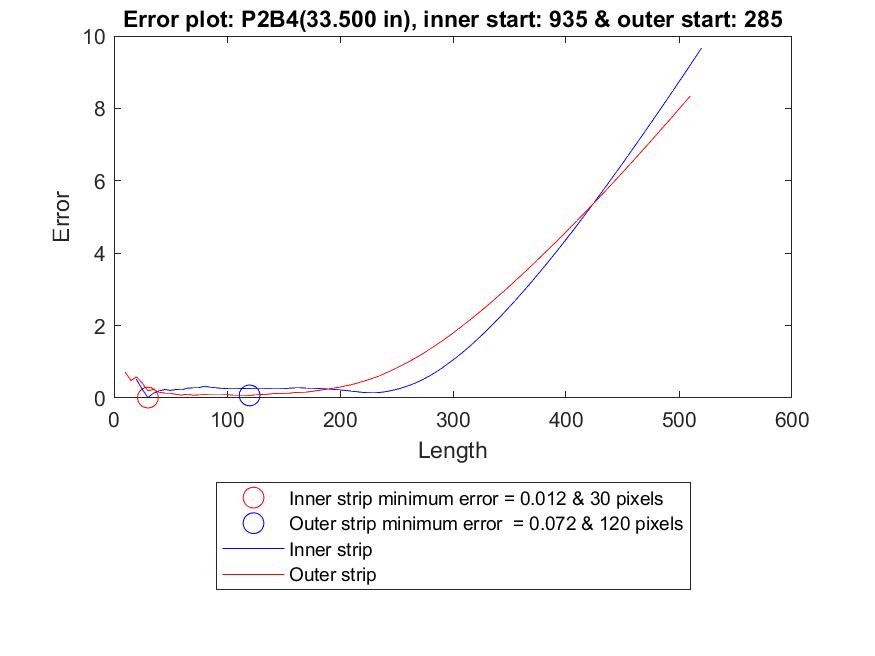 Error plot: P2B4(33.500 in), inner start: 935 & outer start: 285
10
8
6
4
2
0
Error
0 100 200 300 400 500 600
Length
Inner strip minimum error = 0.012 & 30 pixels
Outer strip minimum error  = 0.072 & 120 pixels
Inner strip
Outer strip